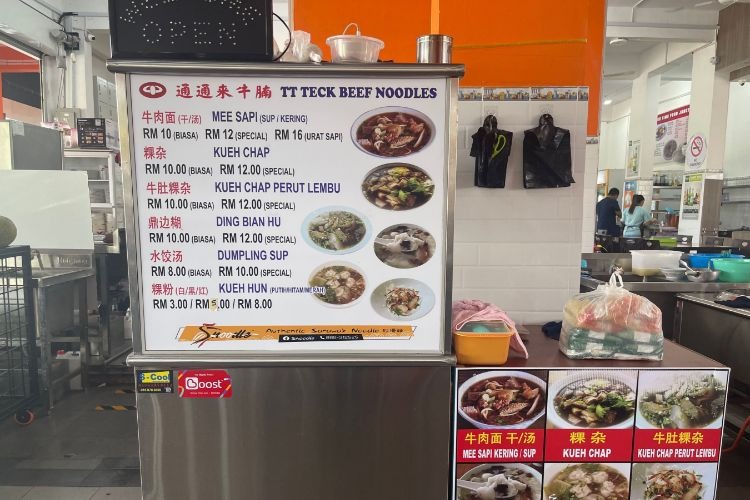 OPEN
通通來牛腩 TT TECK BEEF NOODLES
牛肉面 (干/汤) MEE SAPI (SUP / KERING)
RM 10 (BIASA) RM 12 (SPECIAL) RM 16 (URAT SAPI)
粿杂 KUEH CHAP
RM 10.00 (BIASA) RM 12.00 (SPECIAL)
牛肚粿杂 KUEH CHAP PERUT LEMBU
RM 10.00 (BIASA) RM 12.00 (SPECIAL)
鼎边糊 DING BIAN HU
RM 10.00 (BIASA) RM 12.00 (SPECIAL)
水饺汤 DUMPLING SUP
RM 8.00 (BIASA) RM 10.00 (SPECIAL)
粿粉 (白/黑/红) KUEH HUN (PUTIH/HITAM/MERAH)
RM 3.00 / RM 5.00 / RM 8.00
Authentic Sarawak Noodle
S-Cool
Boost
牛肉面 干/汤
MEE SAPI KERING / SUP
粿 杂
KUEH CHAP
牛肚粿杂
KUEH CHAP PERUT LEMBU